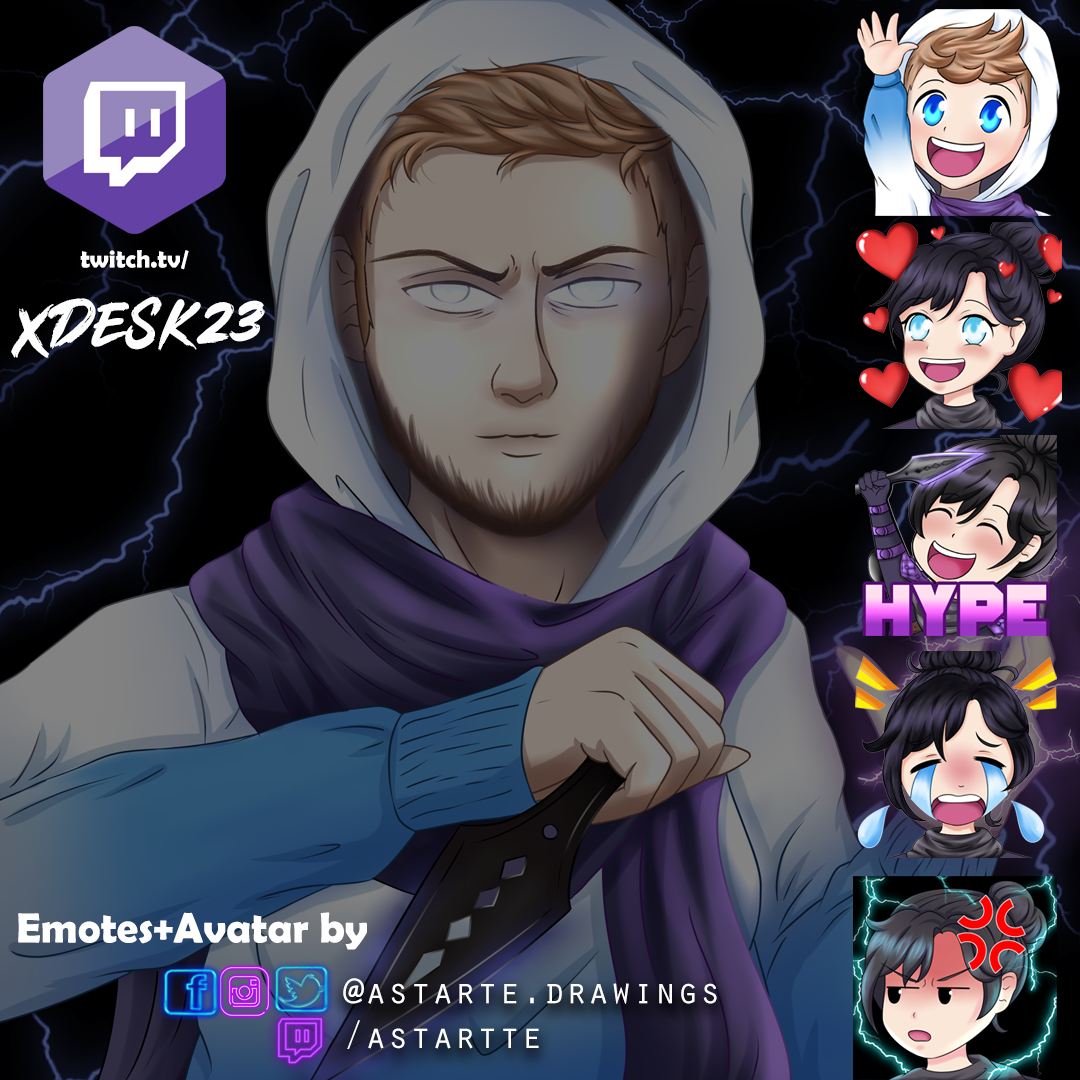 twitch.tv/
XDESK23
HYPE
Emotes+Avatar by
@ASTARTE.DRAWINGS
/ASTARTTE